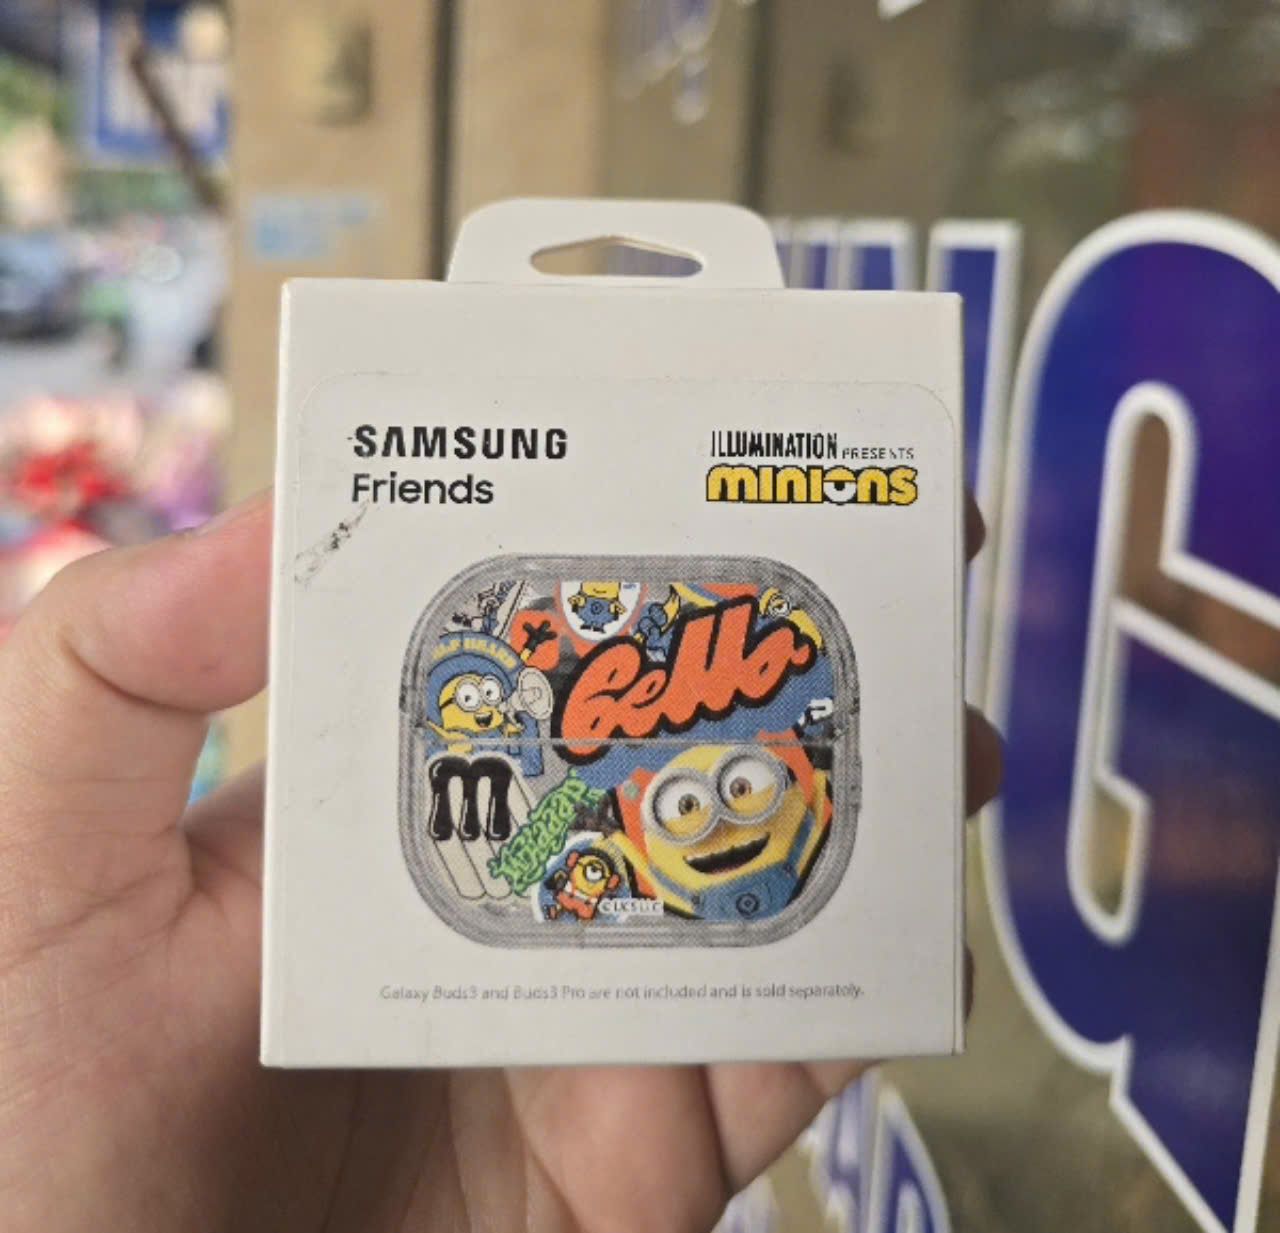 SAMSUNG
Friends
ILLUMINATION PRESENTS
minions
Bello
Galaxy Buds3 and Buds3 Pro are not included and is sold separately.